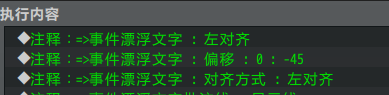 执行内容
◆注释：=>事件漂浮文字 : 左对齐
◆注释：=>事件漂浮文字 : 偏移 : 0 : -45
◆注释：=>事件漂浮文字 : 对齐方式 : 左对齐